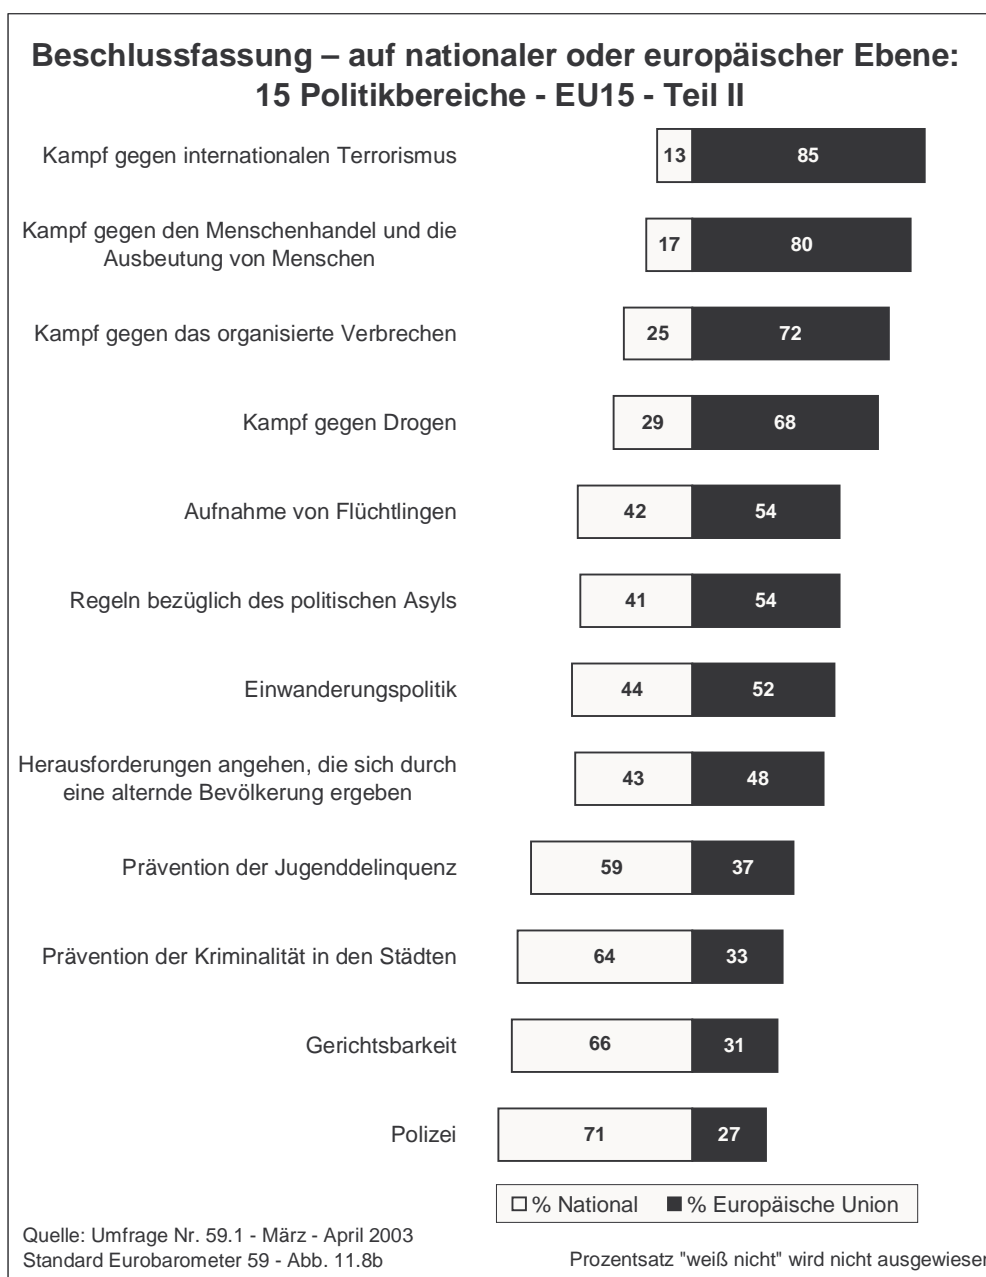 Beschlussfassung – auf nationaler oder europäischer Ebene:
15 Politikbereiche - EU15 - Teil II
Kampf gegen internationalen Terrorismus
13 85
Kampf gegen den Menschenhandel und die
Ausbeutung von Menschen
17 80
Kampf gegen das organisierte Verbrechen
25 72
Kampf gegen Drogen
29 68
Aufnahme von Flüchtlingen
42 54
Regeln bezüglich des politischen Asyls
41 54
Einwanderungspolitik
44 52
Herausforderungen angehen, die sich durch
eine alternde Bevölkerung ergeben
43 48
Prävention der Jugenddelinquenz
59 37
Prävention der Kriminalität in den Städten
64 33
Gerichtsbarkeit
66 31
Polizei
71 27
% National % Europäische Union
Quelle: Umfrage Nr. 59.1 - März - April 2003
Standard Eurobarometer 59 - Abb. 11.8b
Prozentsatz "weiß nicht" wird nicht ausgewiesen